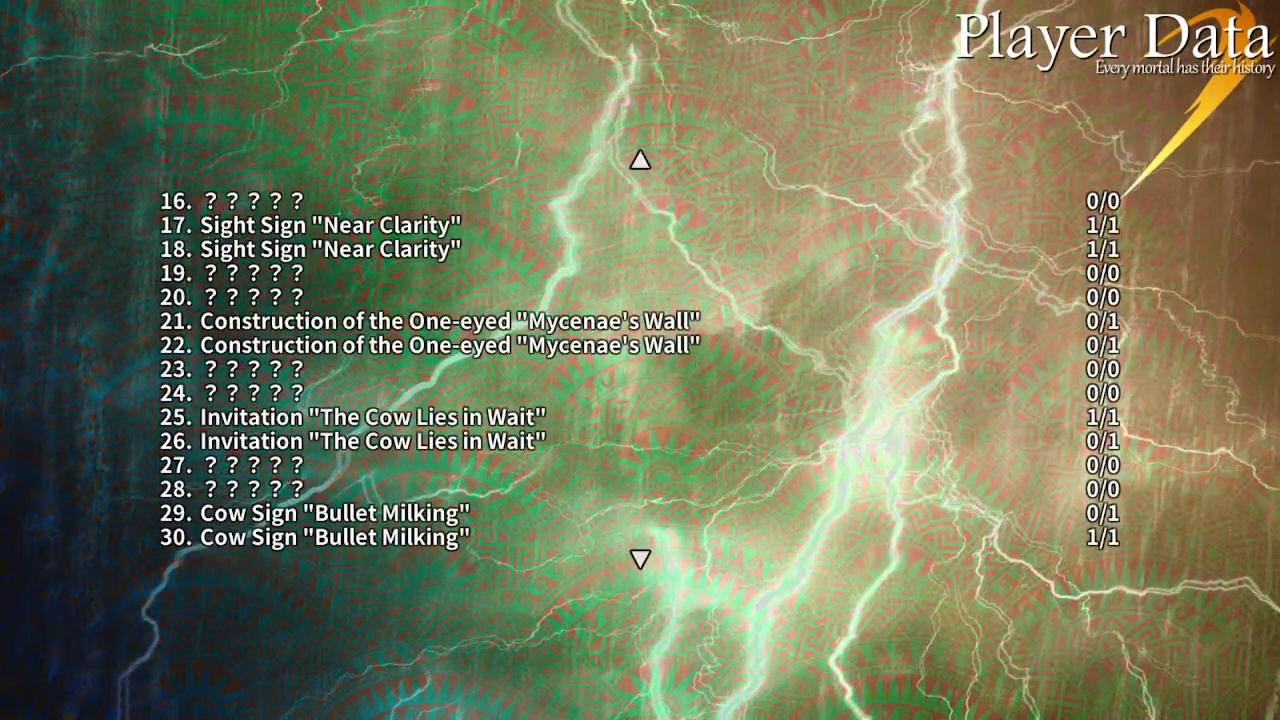 Player Data
Every mortal has their history
16. ？？？？？ 0/0
17. Sight Sign "Near Clarity" 1/1
18. Sight Sign "Near Clarity" 1/1
19. ？？？？？ 0/0
20. ？？？？？ 0/0
21. Construction of the One-eyed "Mycenae's Wall" 0/1
22. Construction of the One-eyed "Mycenae's Wall" 0/1
23. ？？？？？ 0/0
24. ？？？？？ 0/0
25. Invitation "The Cow Lies in Wait" 1/1
26. Invitation "The Cow Lies in Wait" 0/1
27. ？？？？？ 0/0
28. ？？？？？ 0/0
29. Cow Sign "Bullet Milking" 0/1
30. Cow Sign "Bullet Milking" 1/1